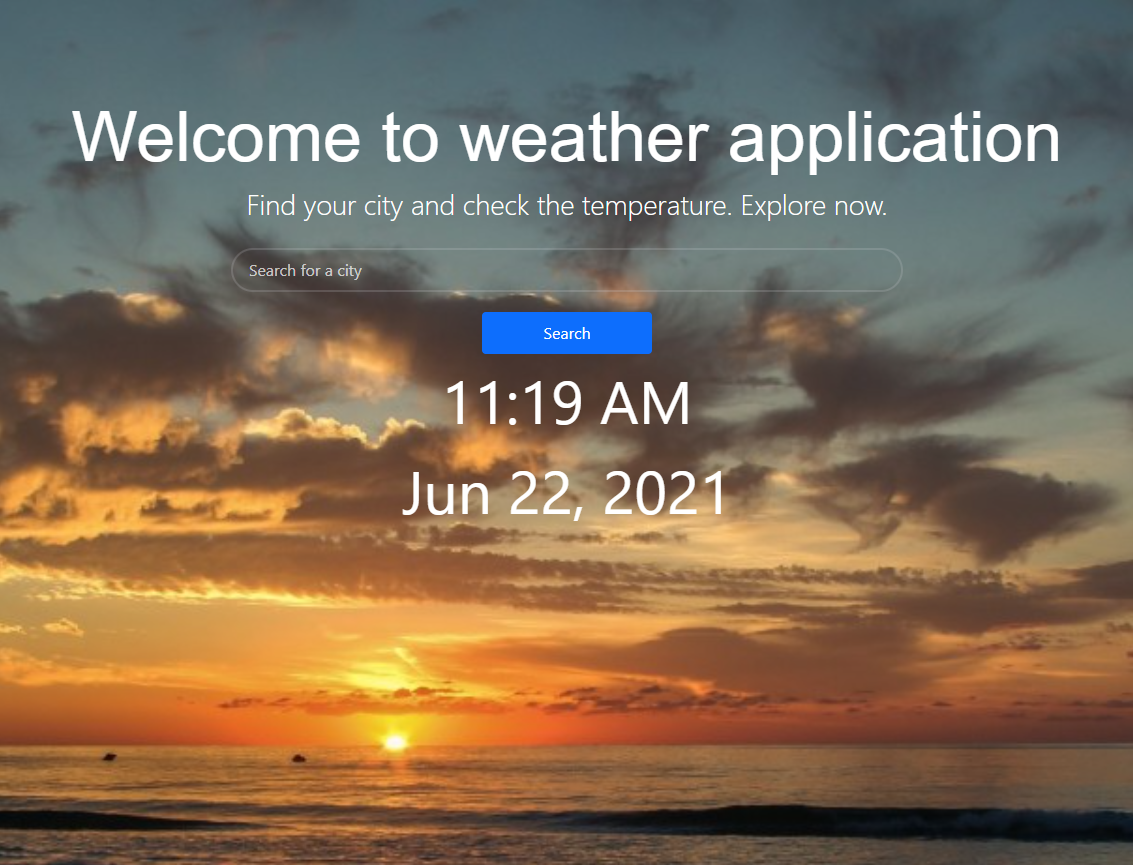 Welcome to weather application
Find your city and check the temperature. Explore now.
Search for a city
Search
11:19 AM
Jun 22, 2021